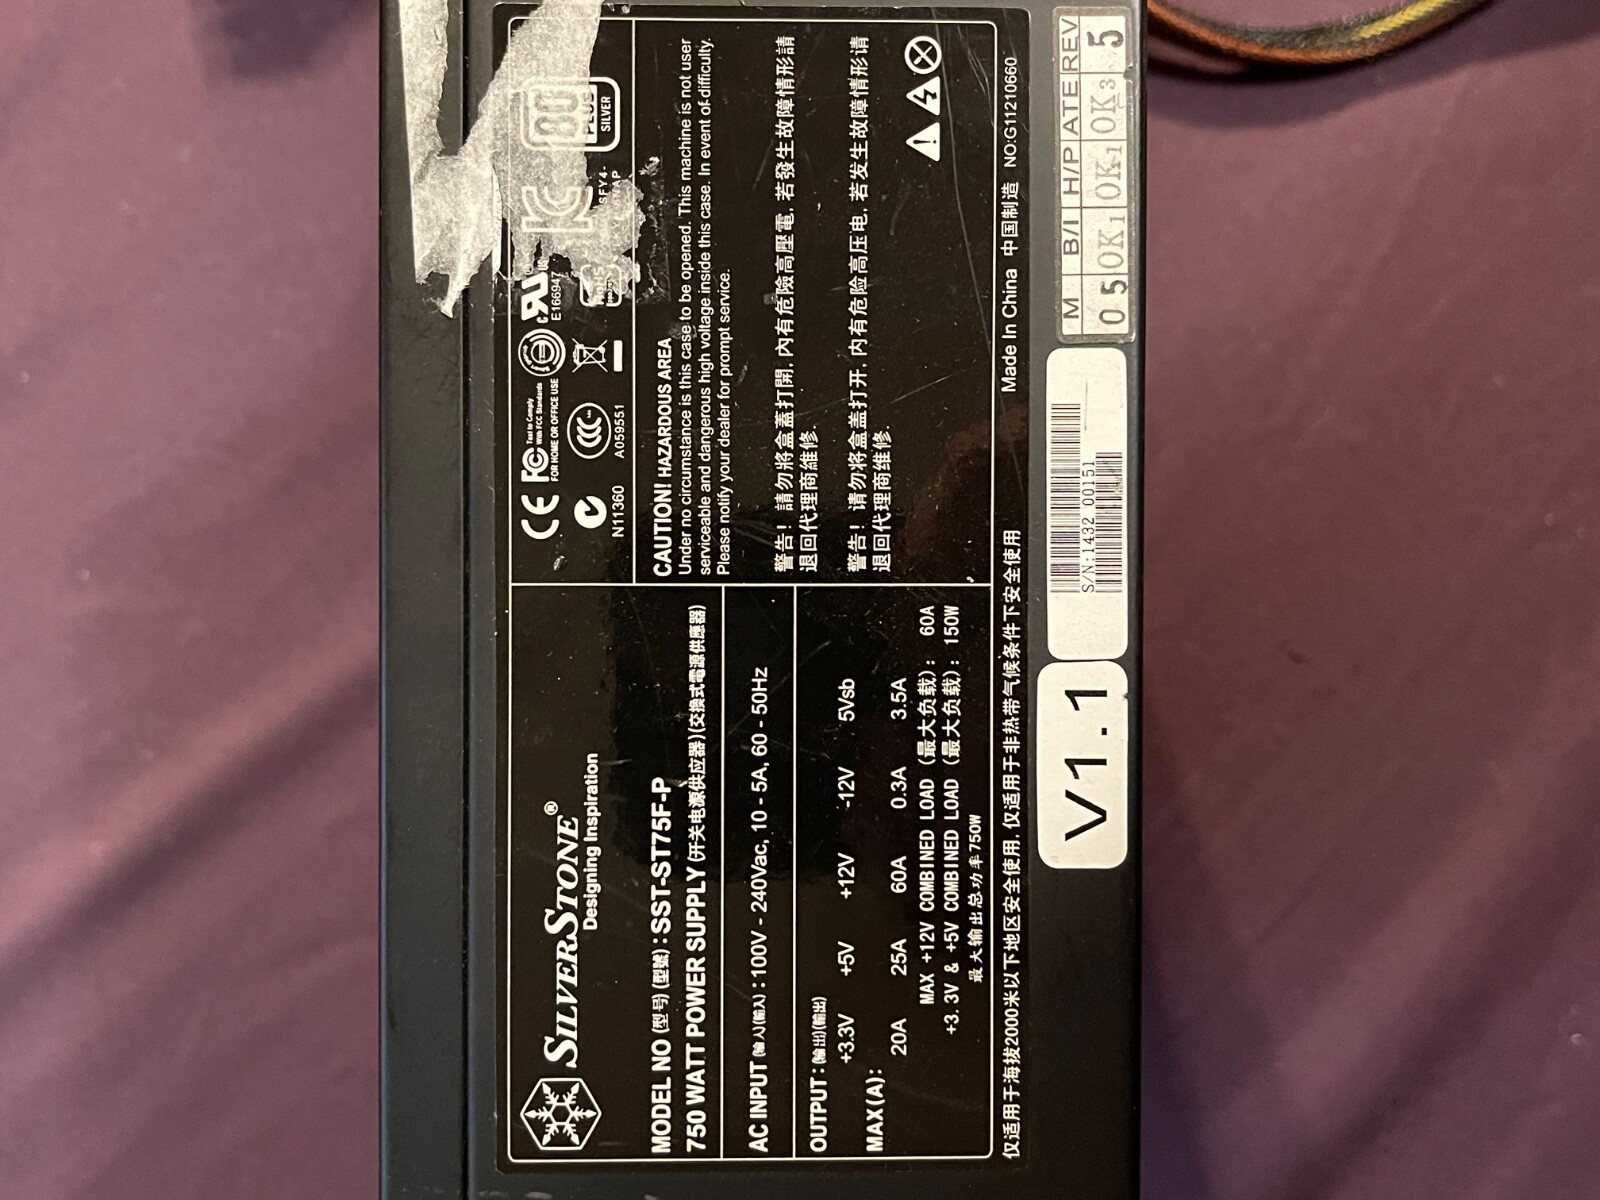 SILVERSTONE®
Designing Inspiration
MODEL NO (型号) (型號) : SST-ST75F-P
750 WATT POWER SUPPLY (开关电源供应器)(交換式電源供應器)
AC INPUT (输入)(輸入) : 100V - 240Vac, 10 - 5A, 60 - 50Hz
OUTPUT : (输出)(輸出)
+3.3V +5V +12V -12V 5Vsb
MAX(A):
20A 25A 60A 0.3A 3.5A
MAX +12V COMBINED LOAD (最大负载): 60A
+3.3V & +5V COMBINED LOAD (最大负载): 150W
最大输出总功率750W
CE FC Tested to Comply
With FCC Standards
FOR HOME OR OFFICE USE
E166947
N11360
A059551
80
PLUS
SILVER
CAUTION! HAZARDOUS AREA
Under no circumstance is this case to be opened. This machine is not user
serviceable and dangerous high voltage inside this case. In event of difficulty.
Please notify your dealer for prompt service.
警告! 請勿將盒蓋打開, 內有危險高壓電, 若發生故障情形請
退回代理商維修.
警告! 请勿将盒盖打开, 内有危险高压电, 若发生故障情形请
退回代理商维修.
仅适用于海拔2000米以下地区安全使用, 仅适用于非热带气候条件下安全使用
Made In China 中国制造 NO:G11210660
V1.1
S/N:1432 00151
M B/I H/P ATE REV
05 OK1 OK1 OK3 5